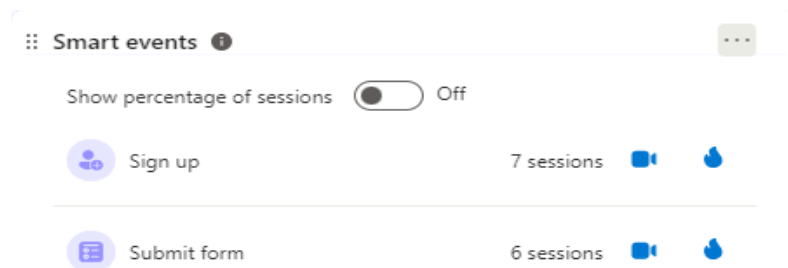 Smart events
Show percentage of sessions Off
Sign up 7 sessions
Submit form 6 sessions